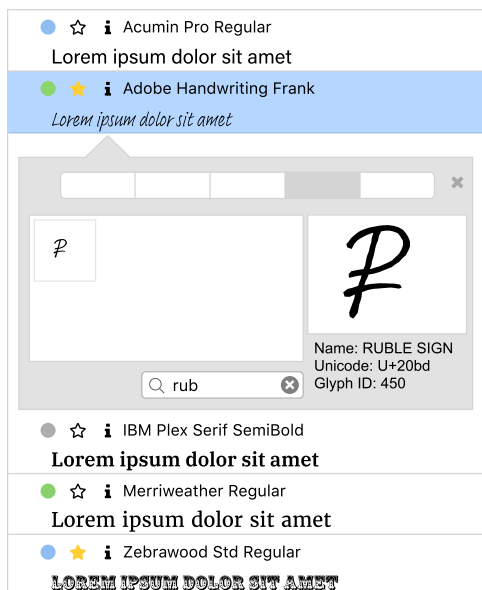 Acumin Pro Regular
Lorem ipsum dolor sit amet
Adobe Handwriting Frank
Lorem ipsum dolor sit amet
₽
₽
Name: RUBLE SIGN
Unicode: U+20bd
Glyph ID: 450
rub
IBM Plex Serif SemiBold
Lorem ipsum dolor sit amet
Merriweather Regular
Lorem ipsum dolor sit amet
Zebrawood Std Regular
LOREM IPSUM DOLOR SIT AMET